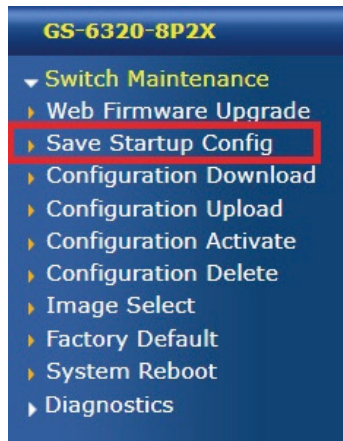 GS-6320-8P2X
Switch Maintenance
Web Firmware Upgrade
Save Startup Config
Configuration Download
Configuration Upload
Configuration Activate
Configuration Delete
Image Select
Factory Default
System Reboot
Diagnostics